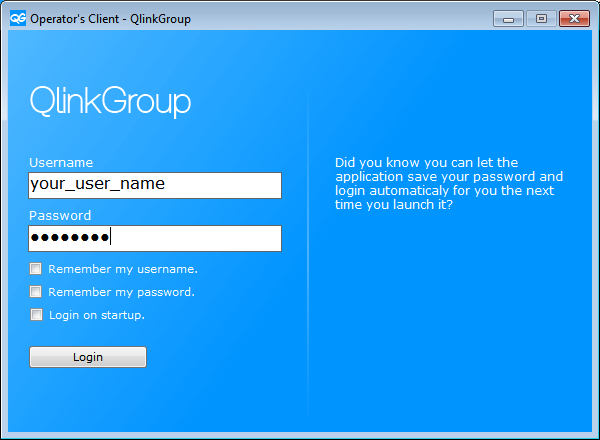 QG Operator's Client - QlinkGroup
QlinkGroup
Username
your_user_name
Password
●●●●●●●●
Remember my username.
Remember my password.
Login on startup.
Login
Did you know you can let the
application save your password and
login automaticaly for you the next
time you launch it?